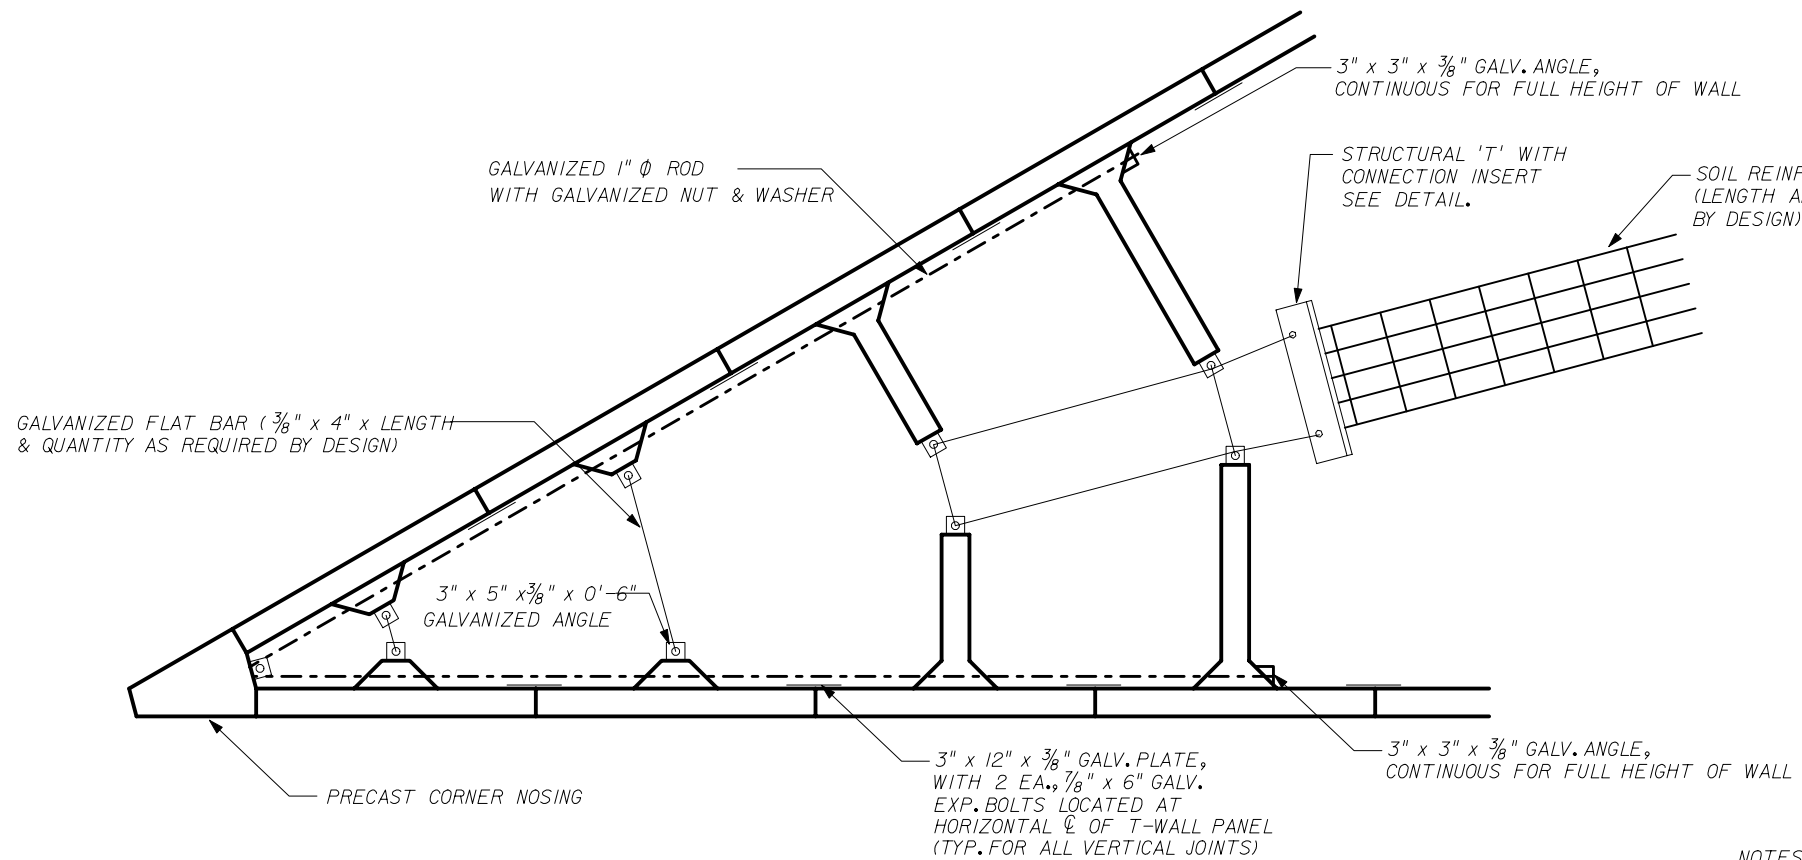 3" x 3" x 3/8" GALV. ANGLE,
CONTINUOUS FOR FULL HEIGHT OF WALL
STRUCTURAL 'T' WITH
CONNECTION INSERT
SEE DETAIL.
SOIL
(LENGTH
BY DESIGN)
GALVANIZED 1" ϕ ROD
WITH GALVANIZED NUT & WASHER
GALVANIZED FLAT BAR (3/8" x 4" x LENGTH
& QUANTITY AS REQUIRED BY DESIGN)
3" x 5" x3/8" x 0'-6"
GALVANIZED ANGLE
3" x 12" x 3/8" GALV. PLATE,
WITH 2 EA., 7/8" x 6" GALV.
EXP. BOLTS LOCATED AT
HORIZONTAL ℄ OF T-WALL PANEL
(TYP. FOR ALL VERTICAL JOINTS)
3" x 3" x 3/8" GALV. ANGLE,
CONTINUOUS FOR FULL HEIGHT OF WALL
PRECAST CORNER NOSING
NOTES